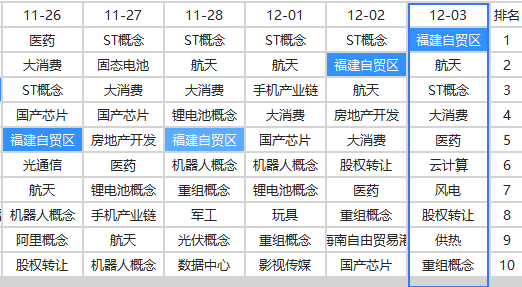 11-26 11-27 11-28 12-01 12-02 12-03 排名
医药 ST概念 ST概念 ST概念 ST概念 福建自贸区 1
大消费 固态电池 航天 航天 福建自贸区 航天 2
ST概念 大消费 大消费 手机产业链 航天 ST概念 3
国产芯片 国产芯片 锂电池概念 大消费 房地产开发 大消费 4
福建自贸区 房地产开发 福建自贸区 国产芯片 大消费 医药 5
光通信 医药 机器人概念 机器人概念 股权转让 云计算 6
航天 锂电池概念 重组概念 锂电池概念 医药 风电 7
机器人概念 手机产业链 军工 玩具 重组概念 股权转让 8
阿里概念 航天 光伏概念 重组概念 海南自由贸易港 供热 9
股权转让 机器人概念 数据中心 影视传媒 国产芯片 重组概念 10